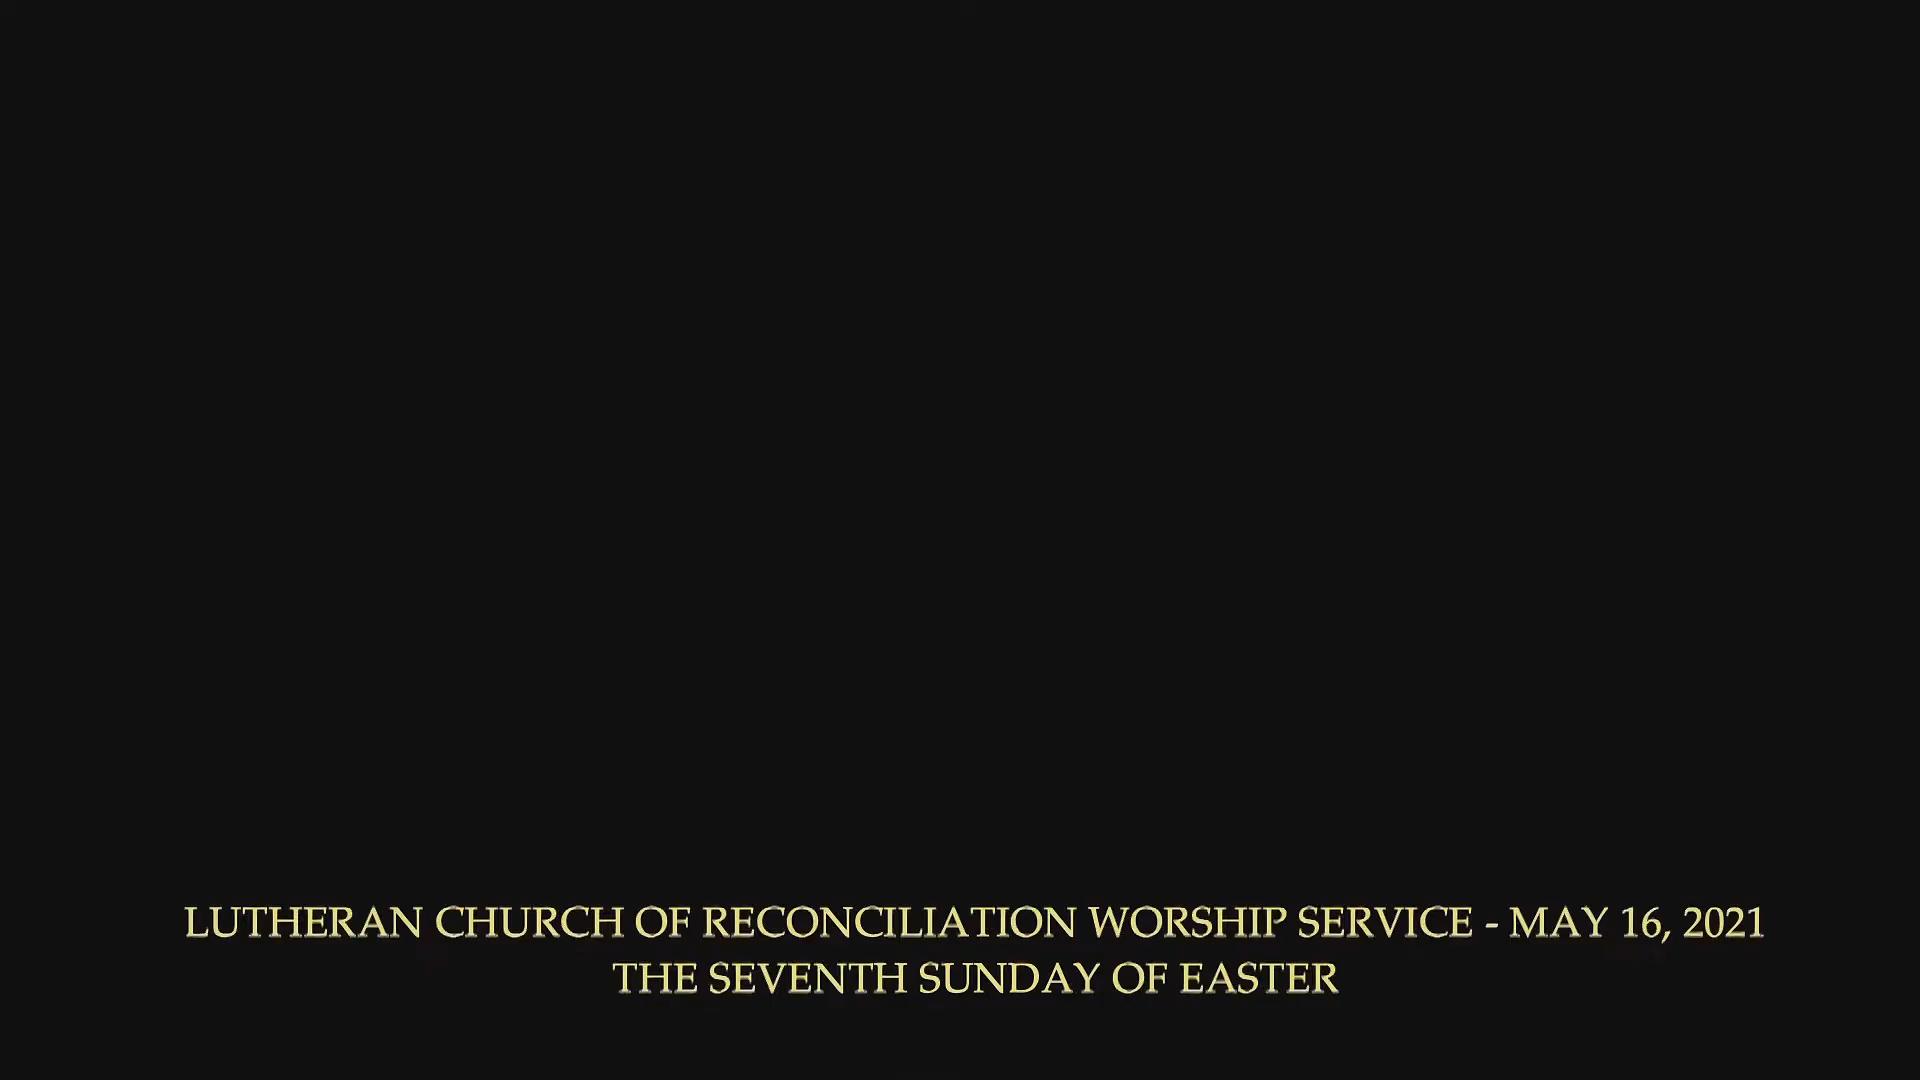 LUTHERAN CHURCH OF RECONCILIATION WORSHIP SERVICE - MAY 16, 2021
THE SEVENTH SUNDAY OF EASTER